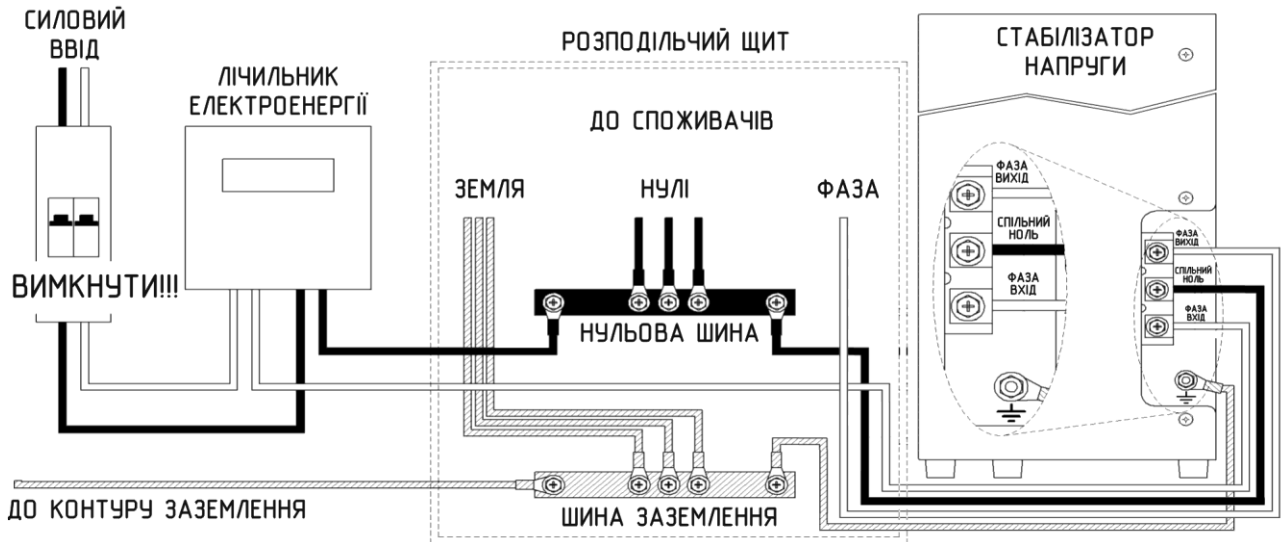 СИЛОВИЙ
ВВІД
ЛІЧИЛЬНИК
ЕЛЕКТРОЕНЕРГІЇ
РОЗПОДІЛЬЧИЙ ЩИТ
СТАБІЛІЗАТОР
НАПРУГИ
ДО СПОЖИВАЧІВ
ЗЕМЛЯ
НУЛІ
ФАЗА
ФАЗА
ВИХІД
СПІЛЬНИЙ
НОЛЬ
ФАЗА
ВХІД
ФАЗА
ВИХІД
СПІЛЬНИЙ
НОЛЬ
ФАЗА
ВХІД
ВИМКНУТИ!!!
НУЛЬОВА ШИНА
ДО КОНТУРУ ЗАЗЕМЛЕННЯ
ШИНА ЗАЗЕМЛЕННЯ